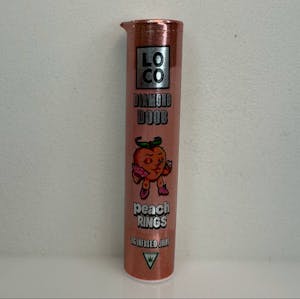 LO
CO
DIAMOND
DOOB
peach
RINGS